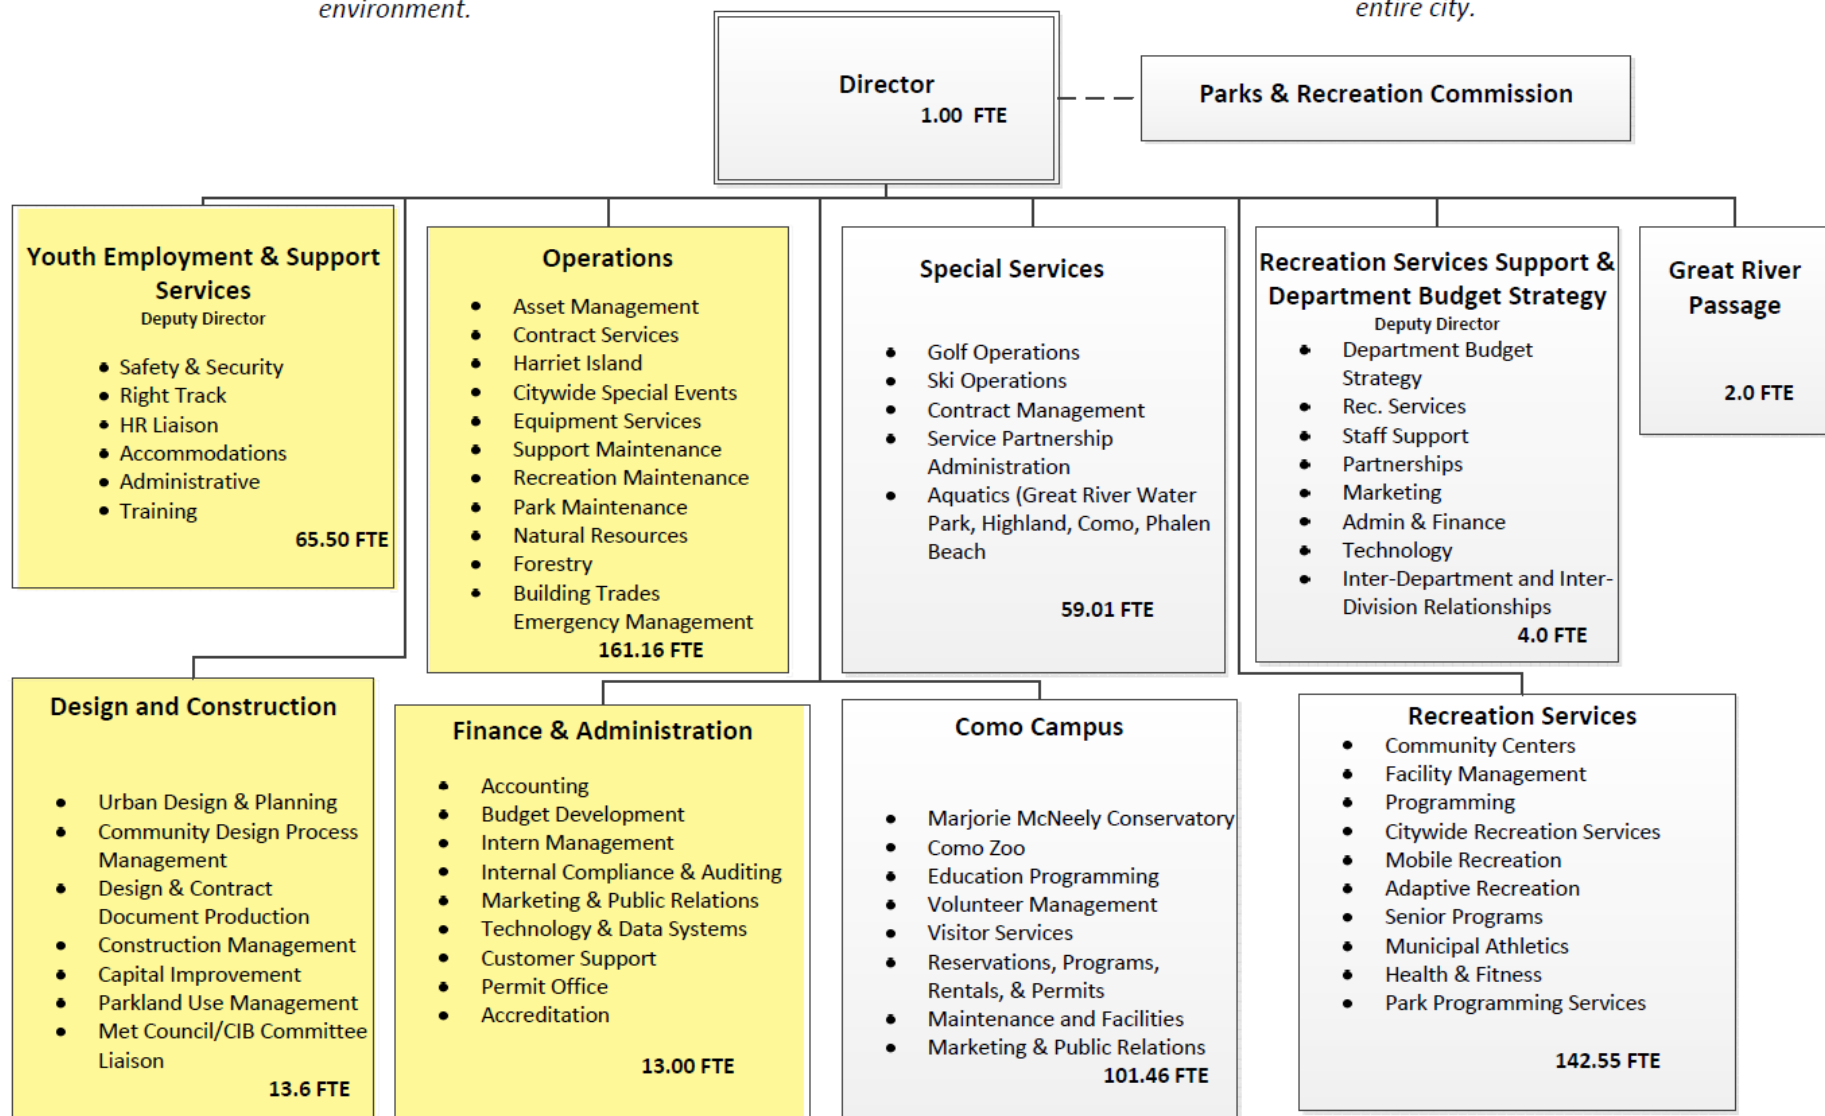 environment.
entire city.
Director
1.00 FTE
Parks & Recreation Commission
Youth Employment & Support
Services
Deputy Director
• Safety & Security
• Right Track
• HR Liaison
• Accommodations
• Administrative
• Training
65.50 FTE
Operations
• Asset Management
• Contract Services
• Harriet Island
• Citywide Special Events
• Equipment Services
• Support Maintenance
• Recreation Maintenance
• Park Maintenance
• Natural Resources
• Forestry
• Building Trades
Emergency Management
161.16 FTE
Special Services
• Golf Operations
• Ski Operations
• Contract Management
• Service Partnership
Administration
• Aquatics (Great River Water
Park, Highland, Como, Phalen
Beach
59.01 FTE
Recreation Services Support &
Department Budget Strategy
Deputy Director
• Department Budget
Strategy
• Rec. Services
• Staff Support
• Partnerships
• Marketing
• Admin & Finance
• Technology
• Inter-Department and Inter-
Division Relationships
4.0 FTE
Great River
Passage
2.0 FTE
Design and Construction
• Urban Design & Planning
• Community Design Process
Management
• Design & Contract
Document Production
• Construction Management
• Capital Improvement
• Parkland Use Management
• Met Council/CIB Committee
Liaison
13.6 FTE
Finance & Administration
• Accounting
• Budget Development
• Intern Management
• Internal Compliance & Auditing
• Marketing & Public Relations
• Technology & Data Systems
• Customer Support
• Permit Office
• Accreditation
13.00 FTE
Como Campus
• Marjorie McNeely Conservatory
• Como Zoo
• Education Programming
• Volunteer Management
• Visitor Services
• Reservations, Programs,
Rentals, & Permits
• Maintenance and Facilities
• Marketing & Public Relations
101.46 FTE
Recreation Services
• Community Centers
• Facility Management
• Programming
• Citywide Recreation Services
• Mobile Recreation
• Adaptive Recreation
• Senior Programs
• Municipal Athletics
• Health & Fitness
• Park Programming Services
142.55 FTE